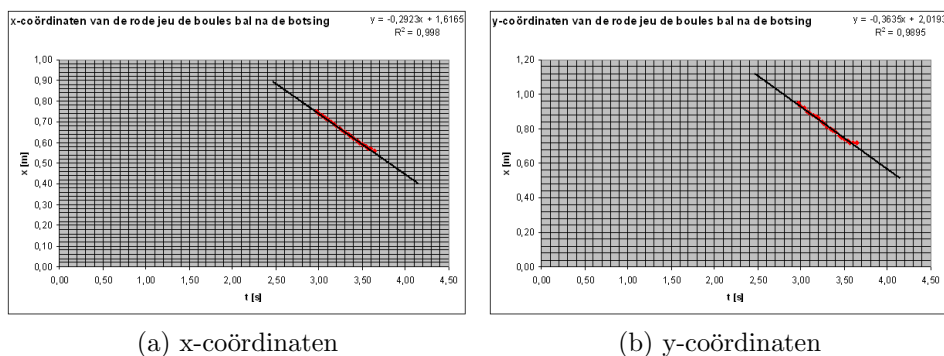 x-coördinaten van de rode jeu de boules bal na de botsing
y = -0,2923x + 1,6165
R² = 0,998
1,00
0,90
0,80
0,70
0,60
0,50
0,40
0,30
0,20
0,10
0,00
x [m]
0,00 0,50 1,00 1,50 2,00 2,50 3,00 3,50 4,00 4,50
t [s]
(a) x-coördinaten
y-coördinaten van de rode jeu de boules bal na de botsing
y = -0,3635x + 2,0193
R² = 0,9895
1,20
1,00
0,80
0,60
0,40
0,20
0,00
x [m]
0,00 0,50 1,00 1,50 2,00 2,50 3,00 3,50 4,00 4,50
t [s]
(b) y-coördinaten